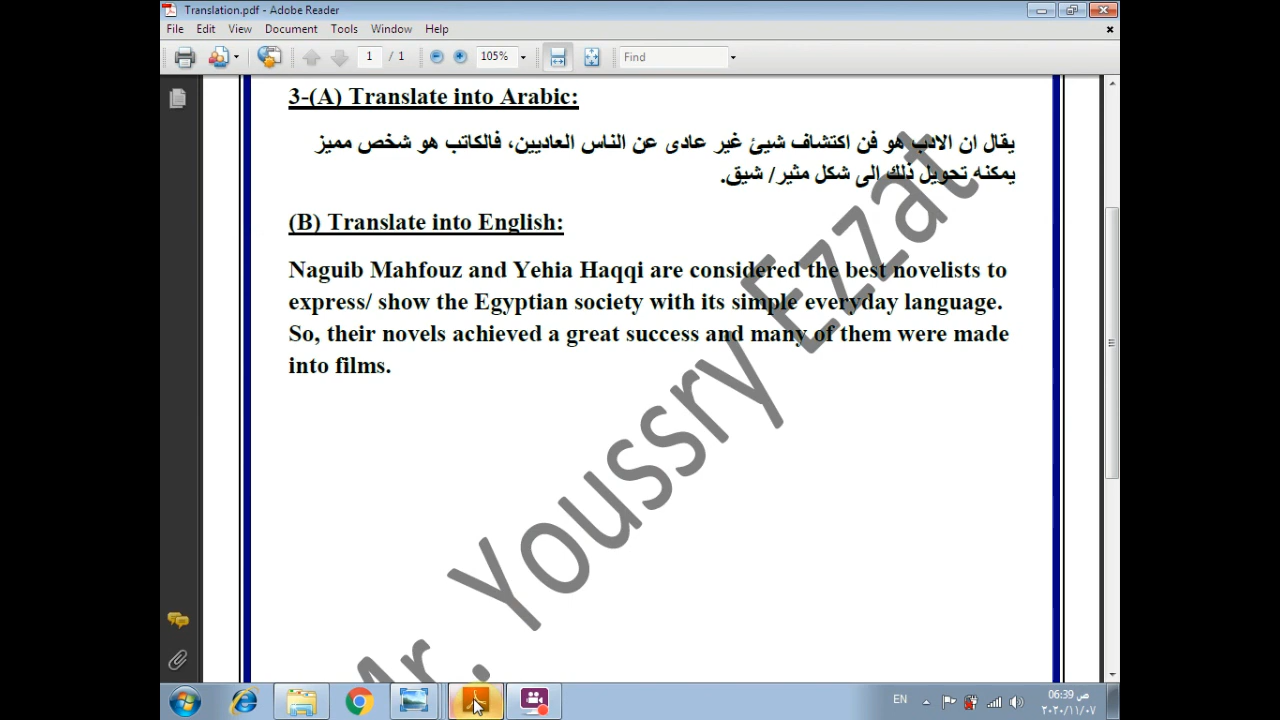 Translation.pdf - Adobe Reader
File Edit View Document Tools Window Help
1 / 1 105% Find
3-(A) Translate into Arabic:
يقال ان الادب هو فن اكتشاف شيئ غير عادى عن الناس العاديين، فالكاتب هو شخص مميز
يمكنه تحويل ذلك الى شكل مثير/ شيق.
(B) Translate into English:
Naguib Mahfouz and Yehia Haqqi are considered the best novelists to
express/ show the Egyptian society with its simple everyday language.
So, their novels achieved a great success and many of them were made
into films.
Mr. Youssry Ezzat
EN
06:39 ص
٢٠٢٠/١١/٠٧